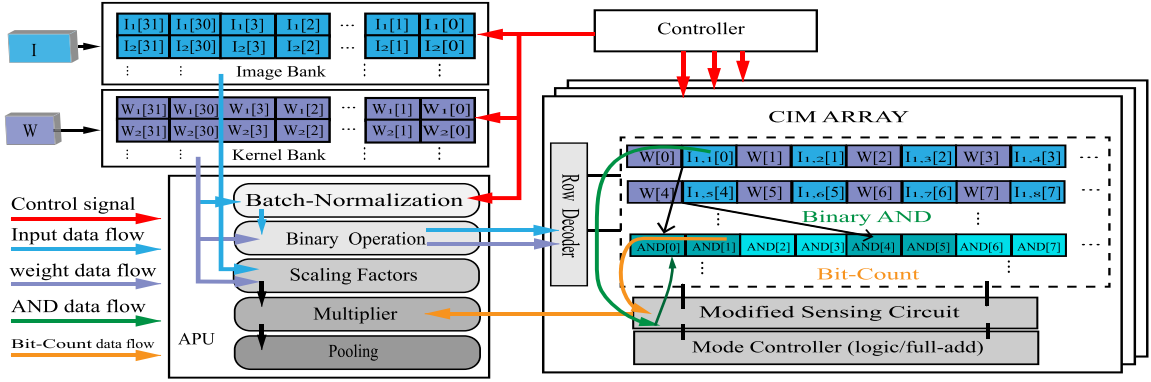 I
I₁[31] I₁[30] I₁[3] I₁[2] ... I₁[1] I₁[0]
I₂[31] I₂[30] I₂[3] I₂[2] ... I₂[1] I₂[0]
Image Bank
W
W₁[31] W₁[30] W₁[3] W₁[2] ... W₁[1] W₁[0]
W₂[31] W₂[30] W₂[3] W₂[2] ... W₂[1] W₂[0]
Kernel Bank
Controller
Control signal
Input data flow
weight data flow
AND data flow
Bit-Count data flow
Batch-Normalization
Binary Operation
Scaling Factors
Multiplier
Pooling
APU
CIM ARRAY
Row Decoder
W[0] I₁,₁[0] W[1] I₁,₂[1] W[2] I₁,₃[2] W[3] I₁,₄[3] ...
W[4] I₁,₅[4] W[5] I₁,₆[5] W[6] I₁,₇[6] W[7] I₁,₈[7]
Binary AND
AND[0] AND[1] AND[2] AND[3] AND[4] AND[5] AND[6] AND[7] ...
Bit-Count
Modified Sensing Circuit
Mode Controller (logic/full-add)